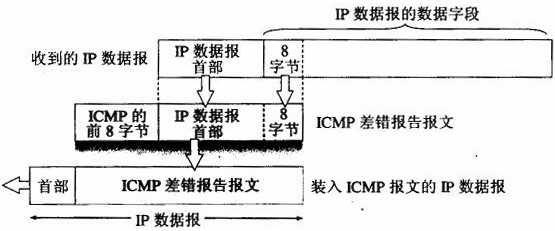 IP 数据报的数据字段
收到的 IP 数据报
IP 数据报
首部
8
字节
ICMP 的
前 8 字节
IP 数据报
首部
8
字节
ICMP 差错报告报文
首部
ICMP 差错报告报文
装入 ICMP 报文的 IP 数据报
IP 数据报